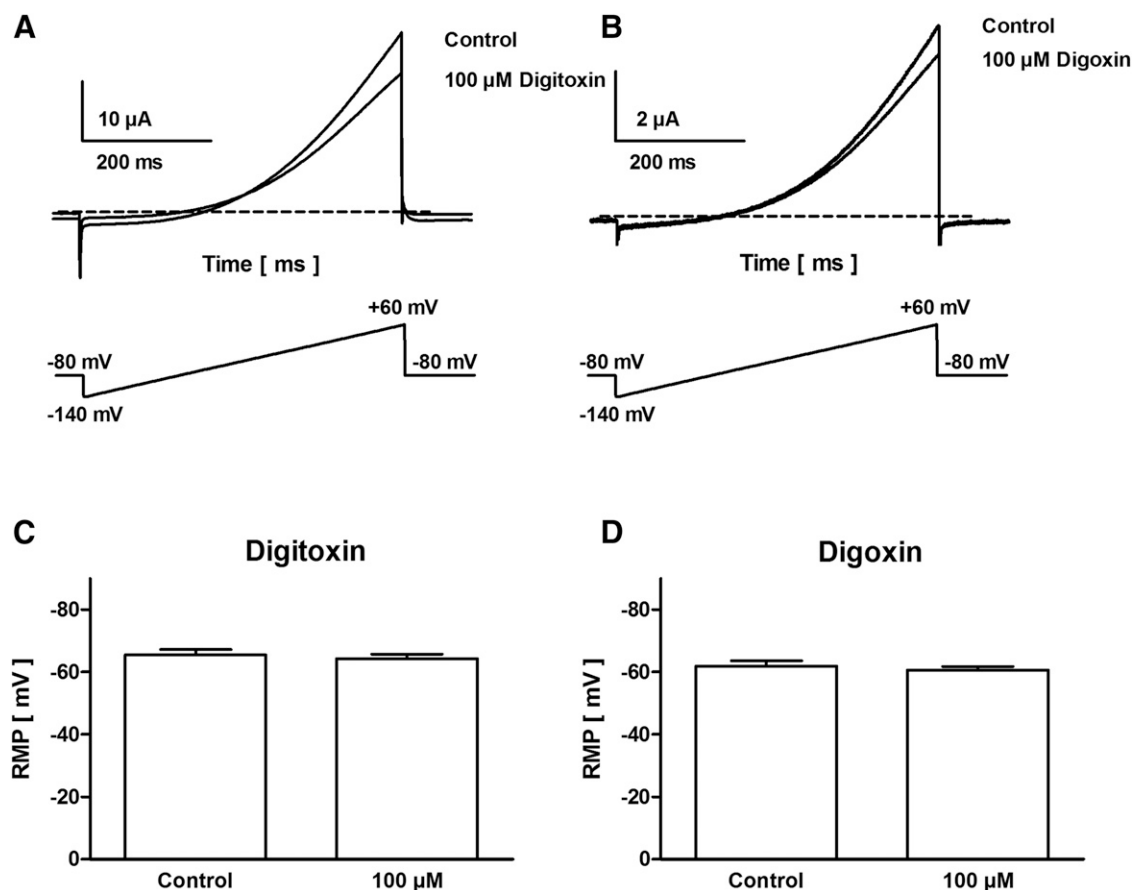 A
Control
100 µM Digitoxin
10 µA
200 ms
Time [ ms ]
+60 mV
-80 mV
-80 mV
-140 mV
B
Control
100 µM Digoxin
2 µA
200 ms
Time [ ms ]
+60 mV
-80 mV
-80 mV
-140 mV
C
Digitoxin
RMP [ mV ]
-80
-60
-40
-20
0
Control
100 µM
D
Digoxin
RMP [ mV ]
-80
-60
-40
-20
0
Control
100 µM